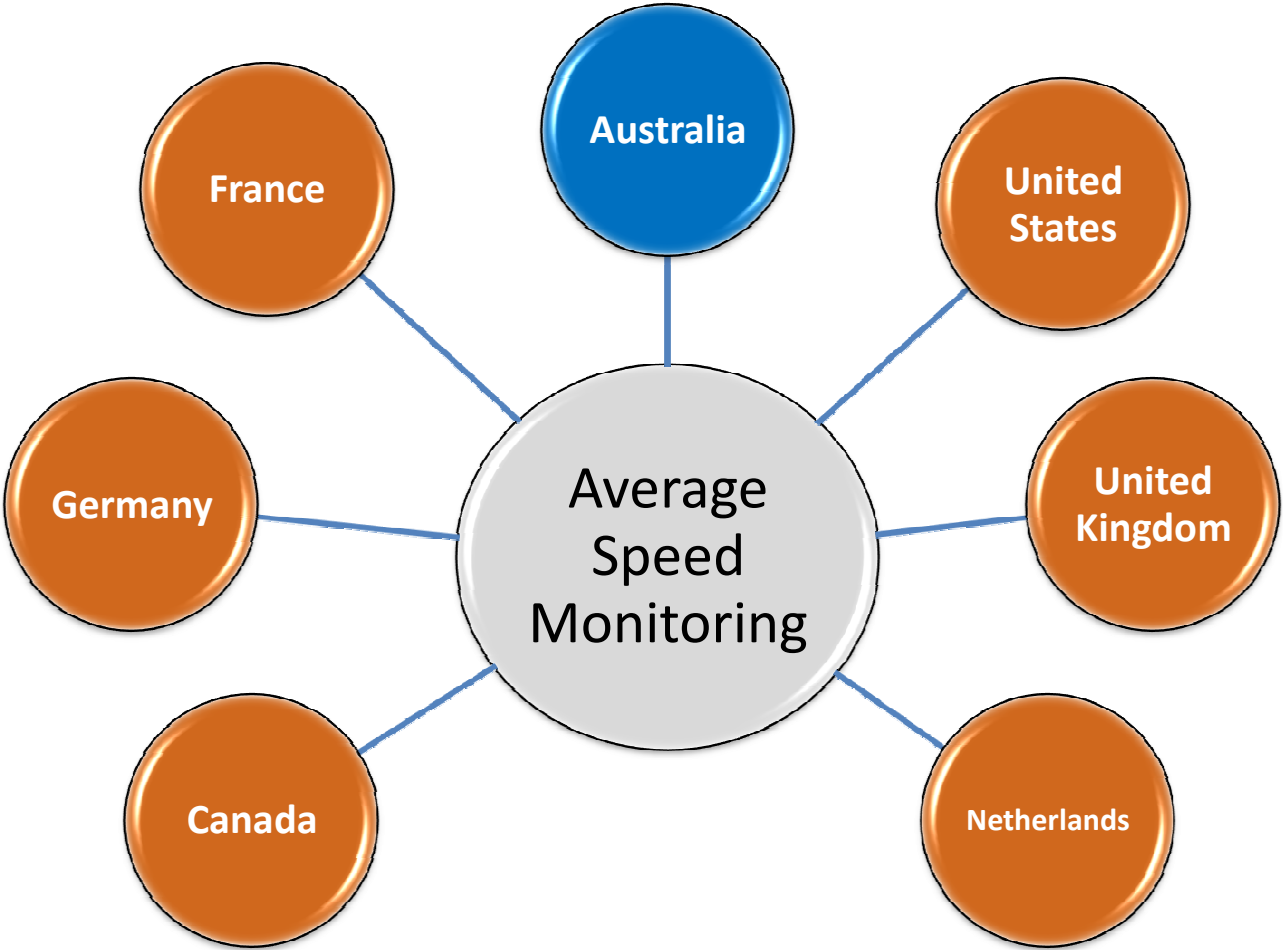 Australia
France
United
States
Germany
Average
Speed
Monitoring
United
Kingdom
Canada
Netherlands